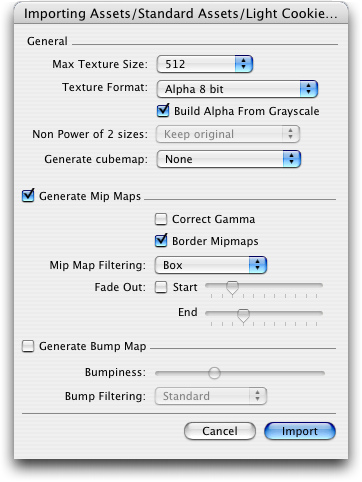 Importing Assets/Standard Assets/Light Cookie...
General
Max Texture Size: 512
Texture Format: Alpha 8 bit
Build Alpha From Grayscale
Non Power of 2 sizes: Keep original
Generate cubemap: None
Generate Mip Maps
Correct Gamma
Border Mipmaps
Mip Map Filtering: Box
Fade Out: Start
End
Generate Bump Map
Bumpiness:
Bump Filtering: Standard
Cancel Import